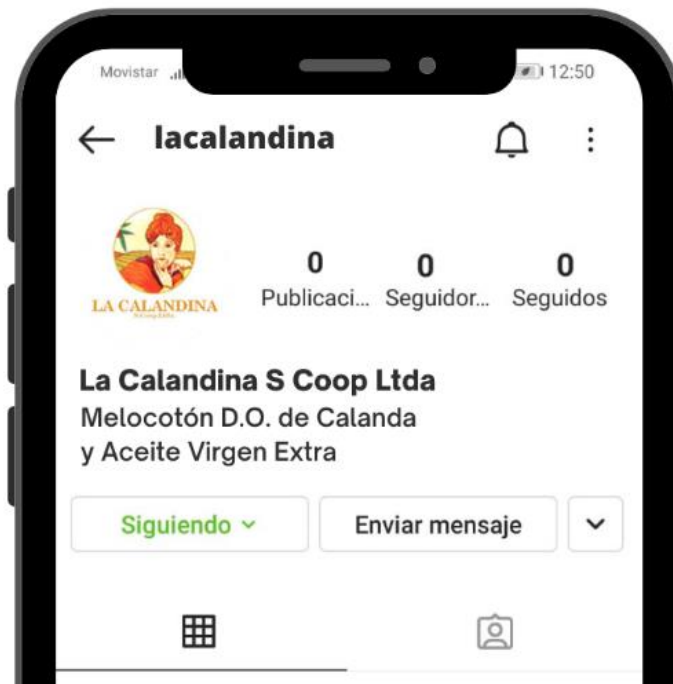 Movistar 12:50
lacalandina
LA CALANDINA
0 0 0
Publicaci... Seguidor... Seguidos
La Calandina S Coop Ltda
Melocotón D.O. de Calanda
y Aceite Virgen Extra
Siguiendo Enviar mensaje